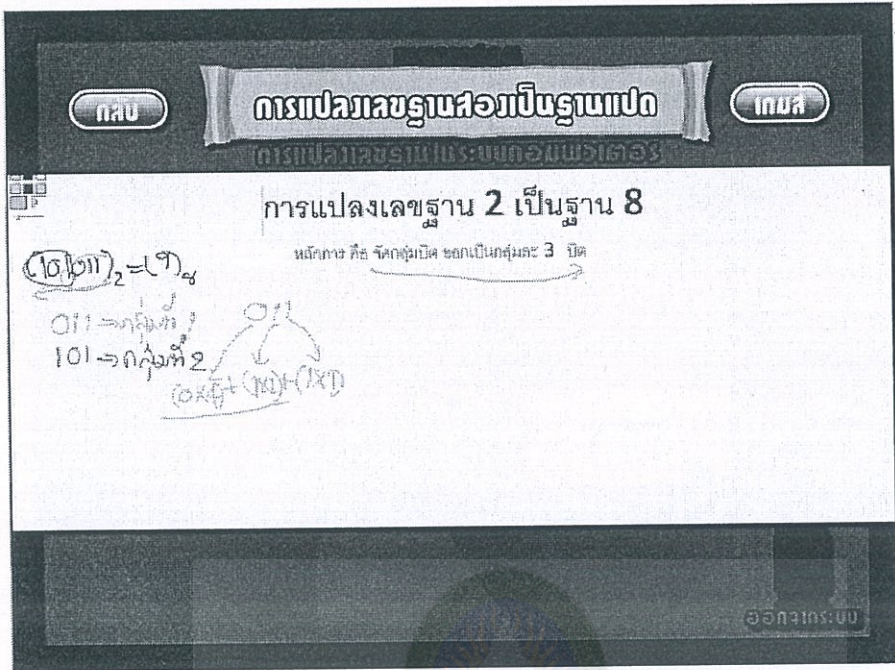 กลับ
การแปลงเลขฐานสองเป็นฐานแปด
เกมส์
การแปลงเลขฐาน 2 เป็นฐาน 8
หลักการ คือ จัดกลุ่มบิต ออกเป็นกลุ่มละ 3 บิต
(101011)₂ = (?)₈
011 → กลุ่มที่ 1
101 → กลุ่มที่ 2
011
(0x4)+(1x2)+(1x1)
ออกจากระบบ